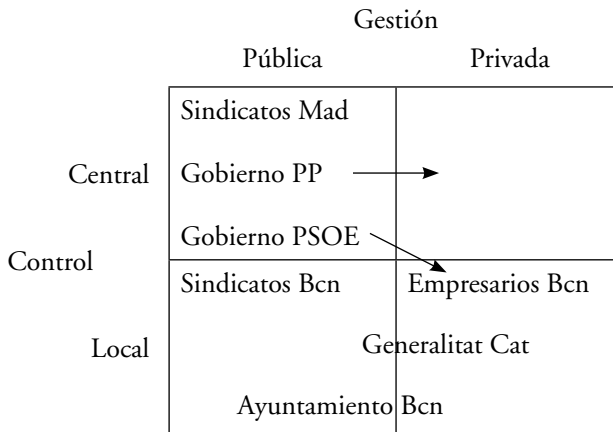 Gestión
Pública Privada
Sindicatos Mad
Central Gobierno PP
Gobierno PSOE
Control
Sindicatos Bcn Empresarios Bcn
Local Generalitat Cat
Ayuntamiento Bcn